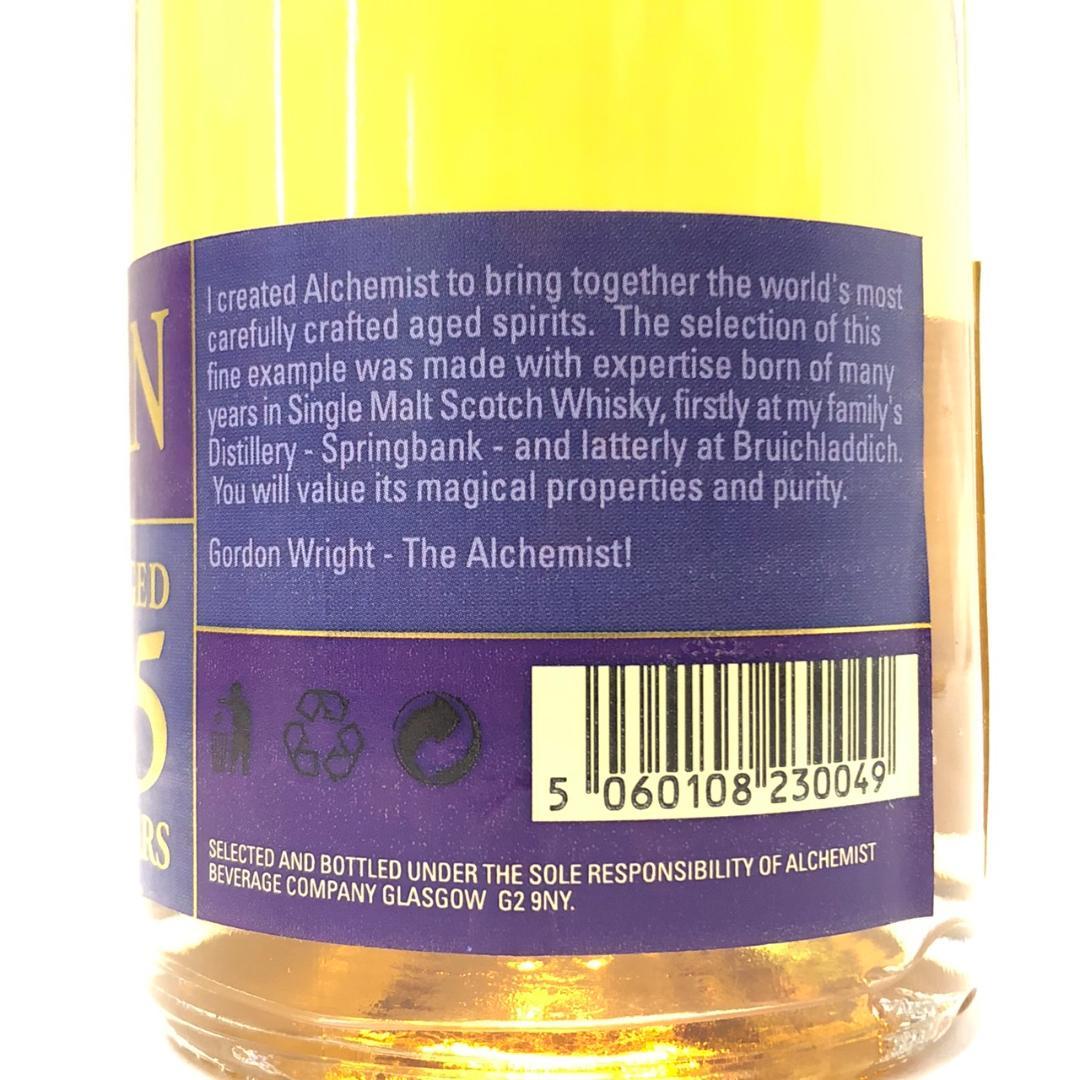 I created Alchemist to bring together the world's most
carefully crafted aged spirits. The selection of this
fine example was made with expertise born of many
years in Single Malt Scotch Whisky, firstly at my family's
Distillery - Springbank - and latterly at Bruichladdich.
You will value its magical properties and purity.
Gordon Wright - The Alchemist!
5 060108 230049
SELECTED AND BOTTLED UNDER THE SOLE RESPONSIBILITY OF ALCHEMIST
BEVERAGE COMPANY GLASGOW G2 9NY.